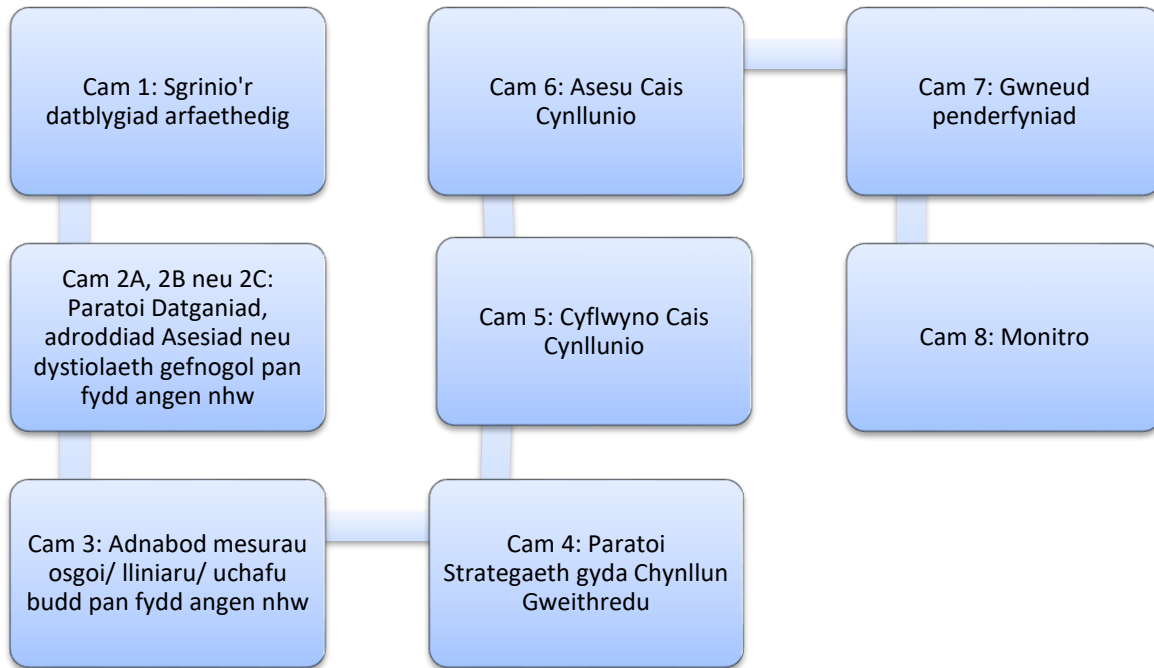 Cam 1: Sgrinio'r
datblygiad arfaethedig
Cam 2A, 2B neu 2C:
Paratoi Datganiad,
adroddiad Asesiad neu
dystiolaeth gefnogol pan
fydd angen nhw
Cam 3: Adnabod mesurau
osgoi/ lliniaru/ uchafu
budd pan fydd angen nhw
Cam 4: Paratoi
Strategaeth gyda Chynllun
Gweithredu
Cam 5: Cyflwyno Cais
Cynllunio
Cam 6: Asesu Cais
Cynllunio
Cam 7: Gwneud
penderfyniad
Cam 8: Monitro